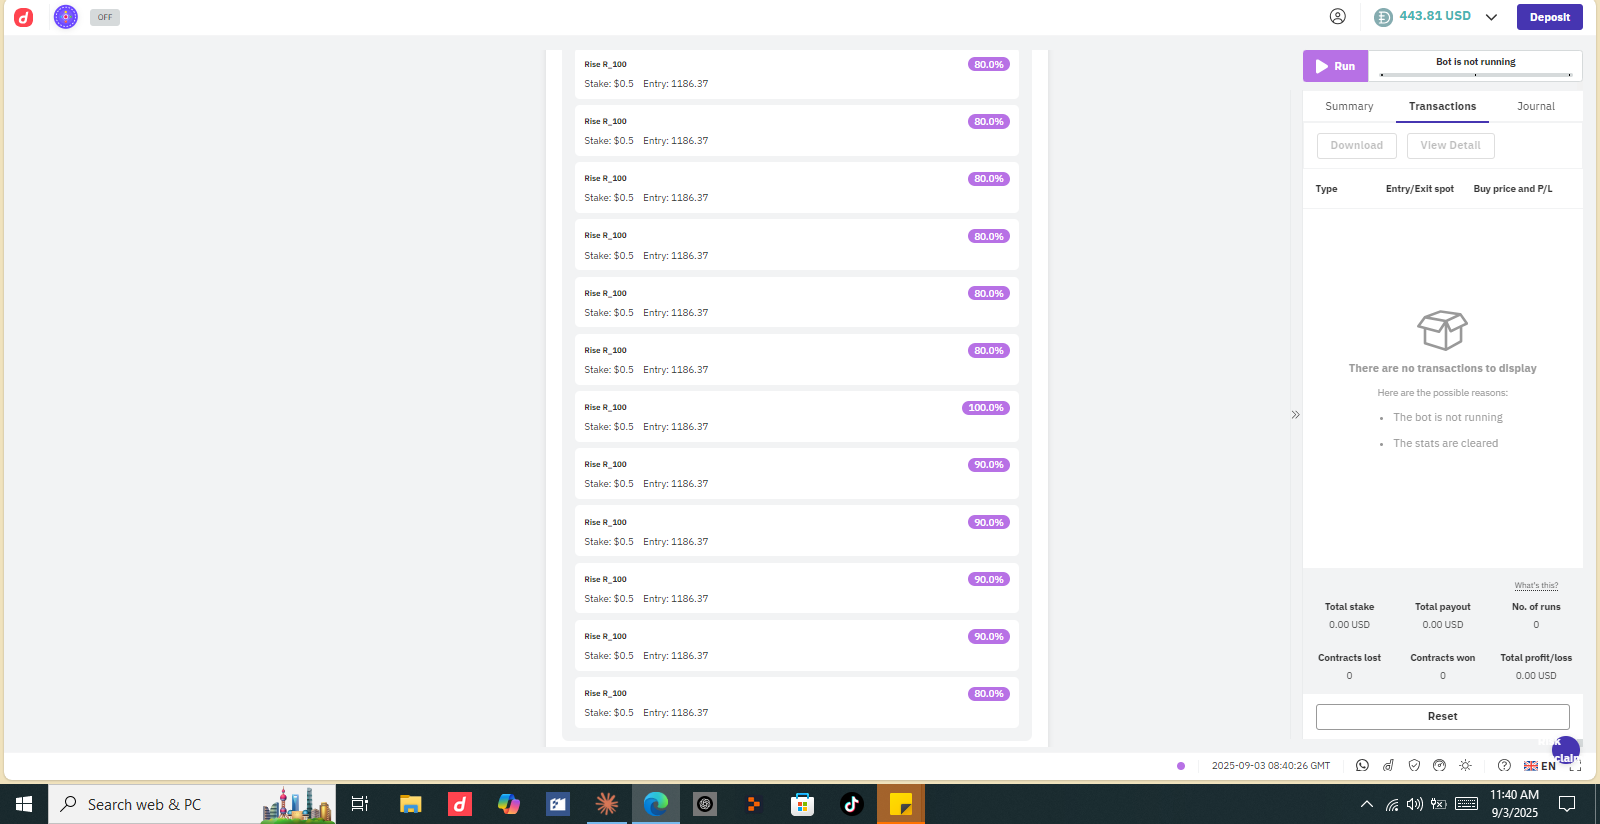 OFF
443.81 USD
Deposit
Rise R_100
80.0%
Stake: $0.5 Entry: 1186.37
Rise R_100
80.0%
Stake: $0.5 Entry: 1186.37
Rise R_100
80.0%
Stake: $0.5 Entry: 1186.37
Rise R_100
80.0%
Stake: $0.5 Entry: 1186.37
Rise R_100
80.0%
Stake: $0.5 Entry: 1186.37
Rise R_100
80.0%
Stake: $0.5 Entry: 1186.37
Rise R_100
100.0%
Stake: $0.5 Entry: 1186.37
Rise R_100
90.0%
Stake: $0.5 Entry: 1186.37
Rise R_100
90.0%
Stake: $0.5 Entry: 1186.37
Rise R_100
90.0%
Stake: $0.5 Entry: 1186.37
Rise R_100
90.0%
Stake: $0.5 Entry: 1186.37
Rise R_100
80.0%
Stake: $0.5 Entry: 1186.37
Run
Bot is not running
Summary Transactions Journal
Download View Detail
Type Entry/Exit spot Buy price and P/L
There are no transactions to display
Here are the possible reasons:
• The bot is not running
• The stats are cleared
What's this?
Total stake Total payout No. of runs
0.00 USD 0.00 USD 0
Contracts lost Contracts won Total profit/loss
0 0 0.00 USD
Reset
2025-09-03 08:40:26 GMT
EN
Search web & PC
11:40 AM
9/3/2025